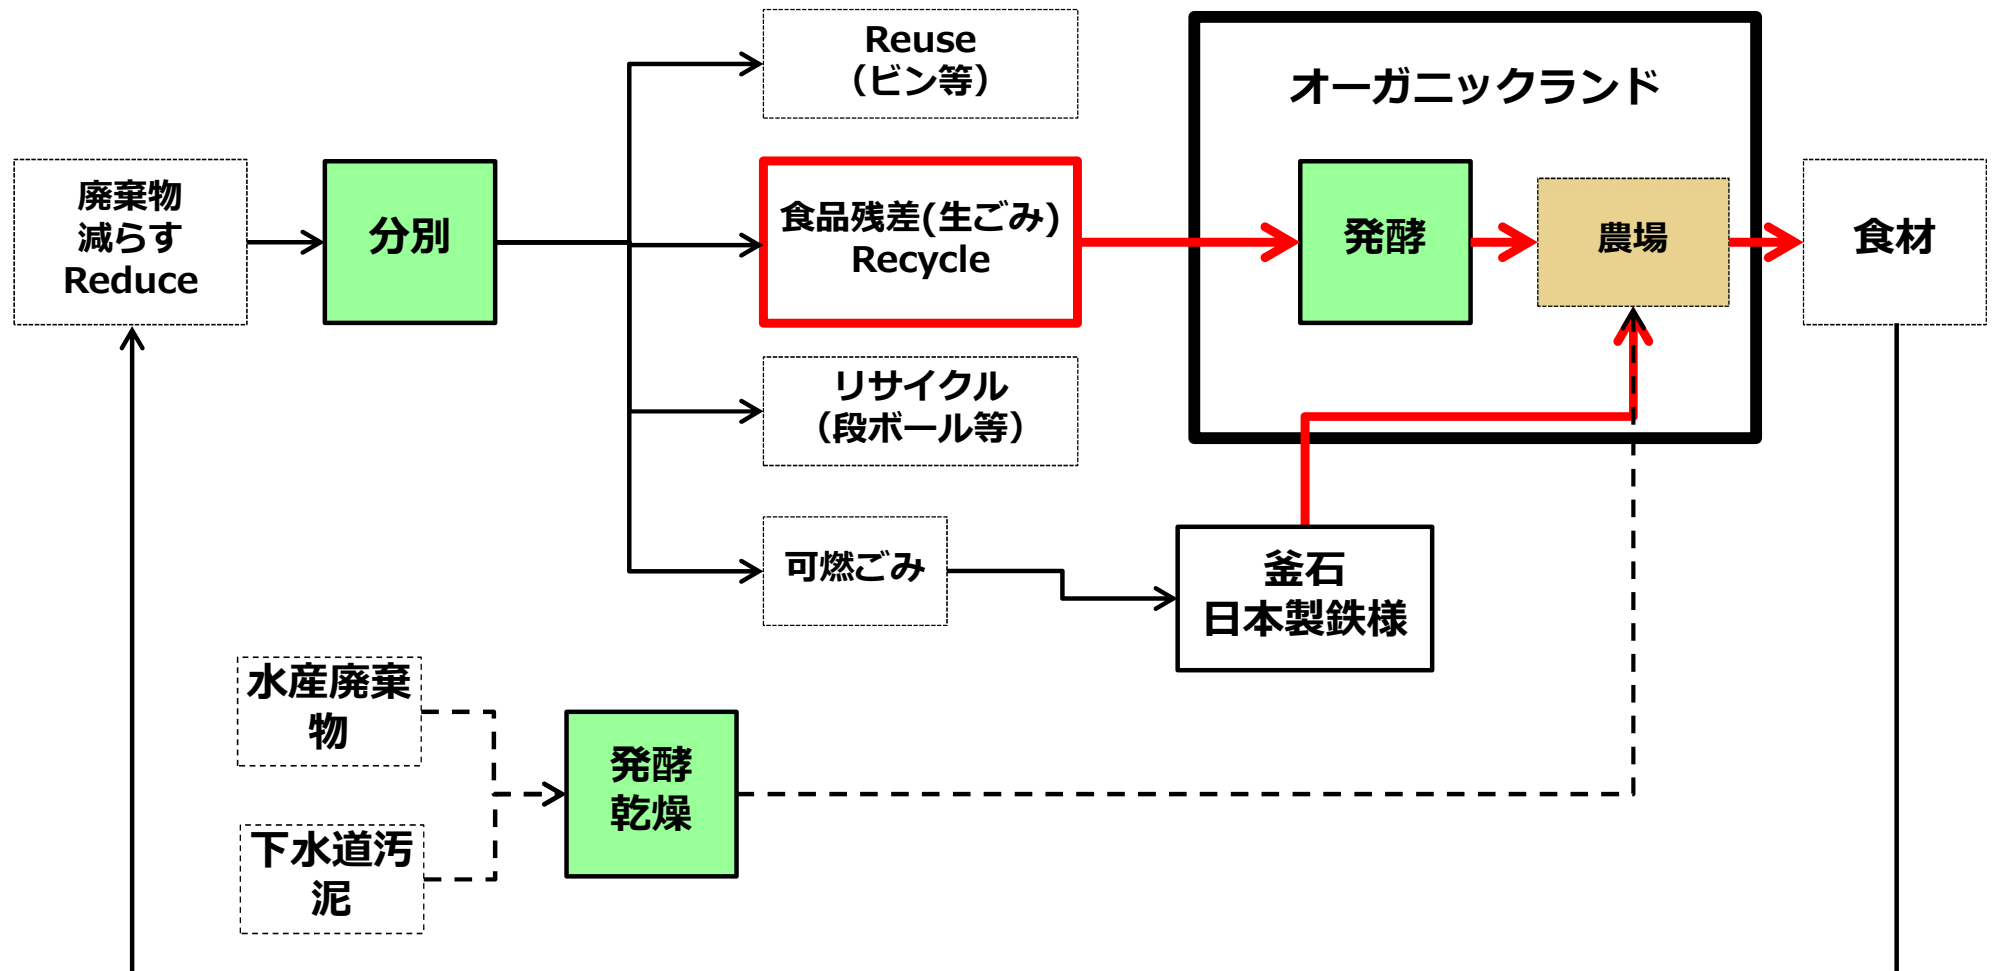 Reuse
（ビン等）
オーガニックランド
廃棄物
減らす
Reduce
分別
食品残差(生ごみ)
Recycle
発酵
農場
食材
リサイクル
（段ボール等）
可燃ごみ
釜石
日本製鉄様
水産廃棄
物
発酵
乾燥
下水道汚
泥